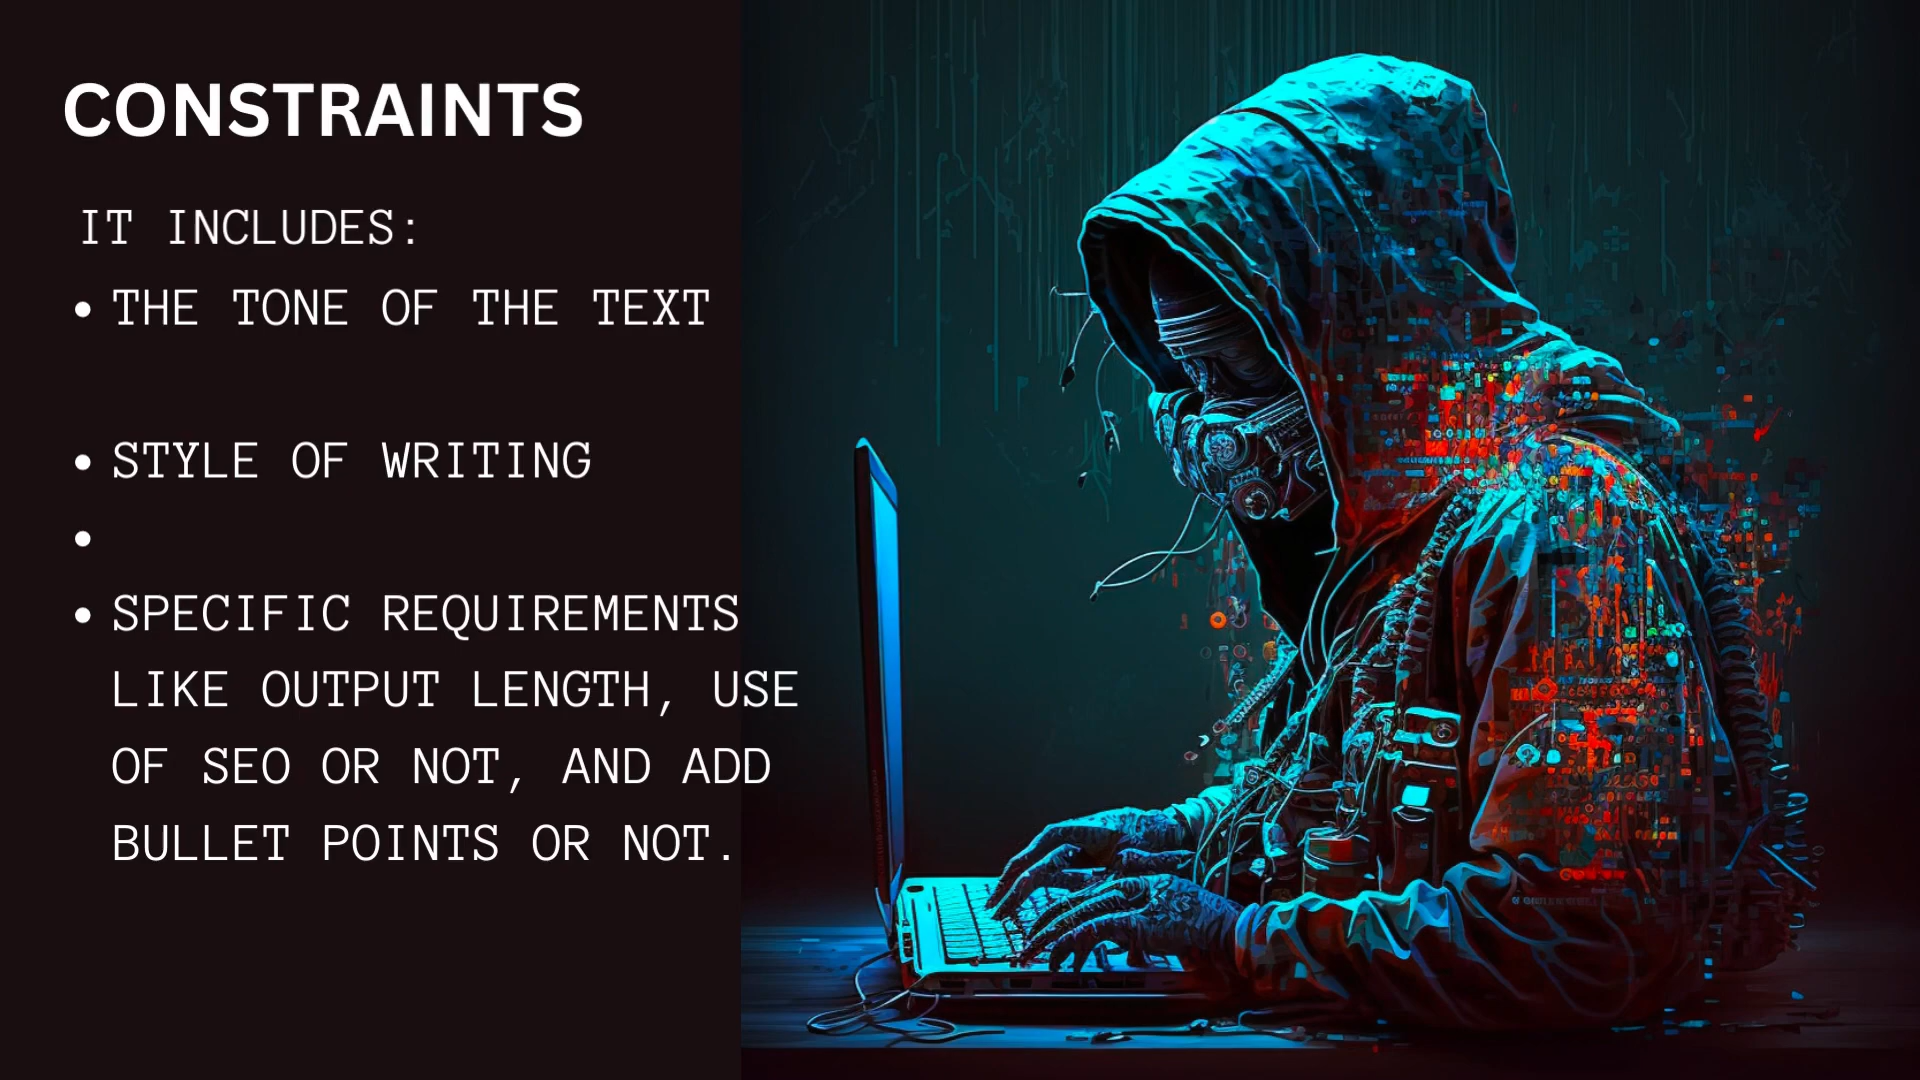 CONSTRAINTS
IT INCLUDES:
• THE TONE OF THE TEXT
• STYLE OF WRITING
•
• SPECIFIC REQUIREMENTS
LIKE OUTPUT LENGTH, USE
OF SEO OR NOT, AND ADD
BULLET POINTS OR NOT.